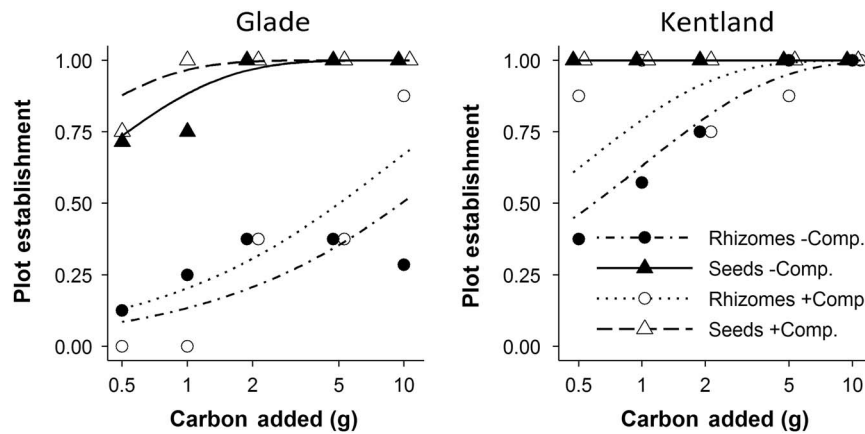 Glade
Kentland
Plot establishment
1.00
0.75
0.50
0.25
0.00
0.5 1 2 5 10
Carbon added (g)
Plot establishment
1.00
0.75
0.50
0.25
0.00
Rhizomes -Comp.
Seeds -Comp.
Rhizomes +Comp
Seeds +Comp.
0.5 1 2 5 10
Carbon added (g)